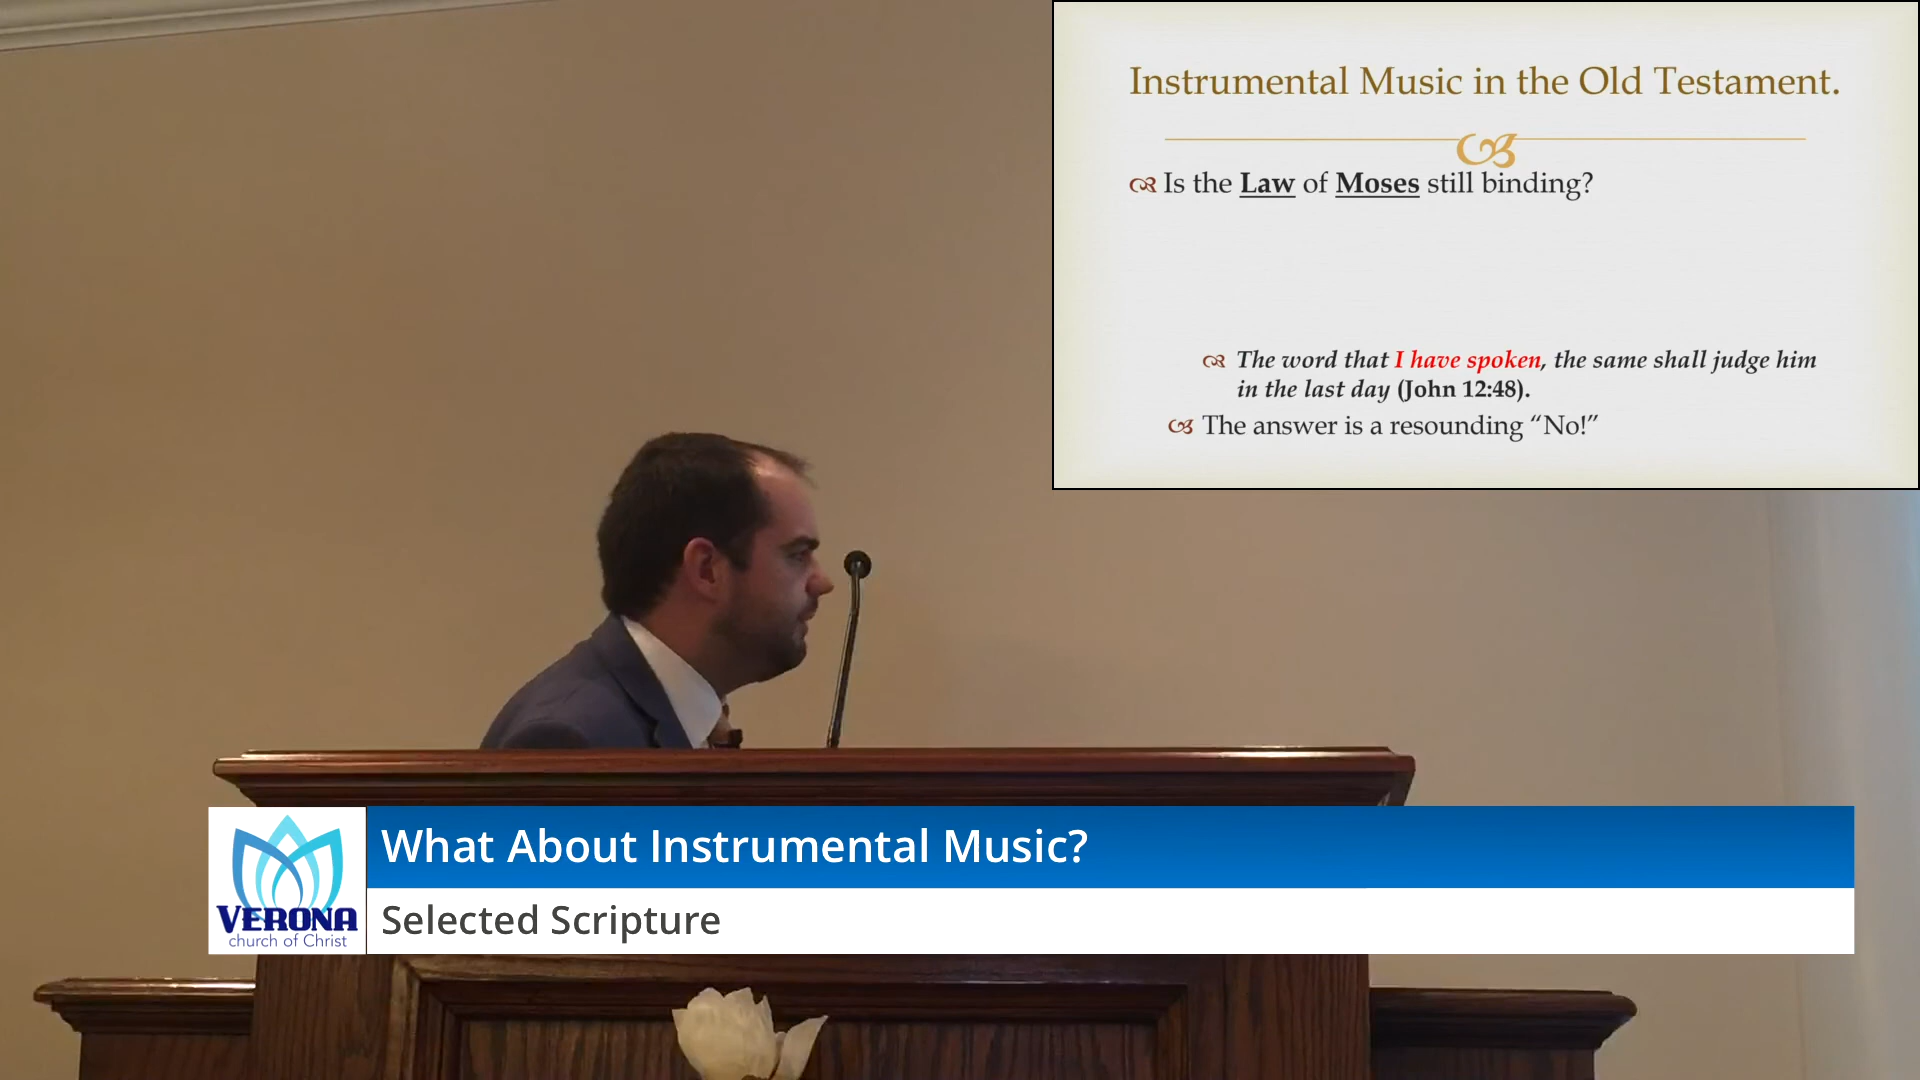 Instrumental Music in the Old Testament.
Is the Law of Moses still binding?
The word that I have spoken, the same shall judge him
in the last day (John 12:48).
The answer is a resounding “No!”
What About Instrumental Music?
Selected Scripture
VERONA
church of Christ